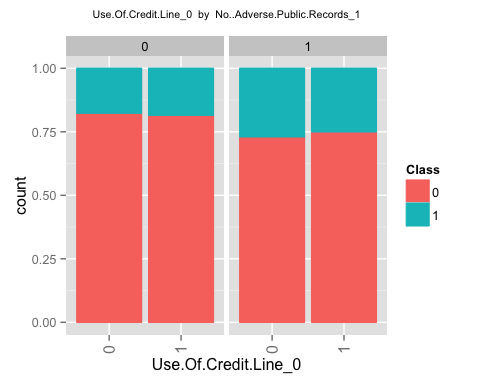 Use.Of.Credit.Line_0 by No..Adverse.Public.Records_1
0 1
1.00
0.75
0.50
0.25
0.00
count
0 1 0 1
Use.Of.Credit.Line_0
Class
0
1